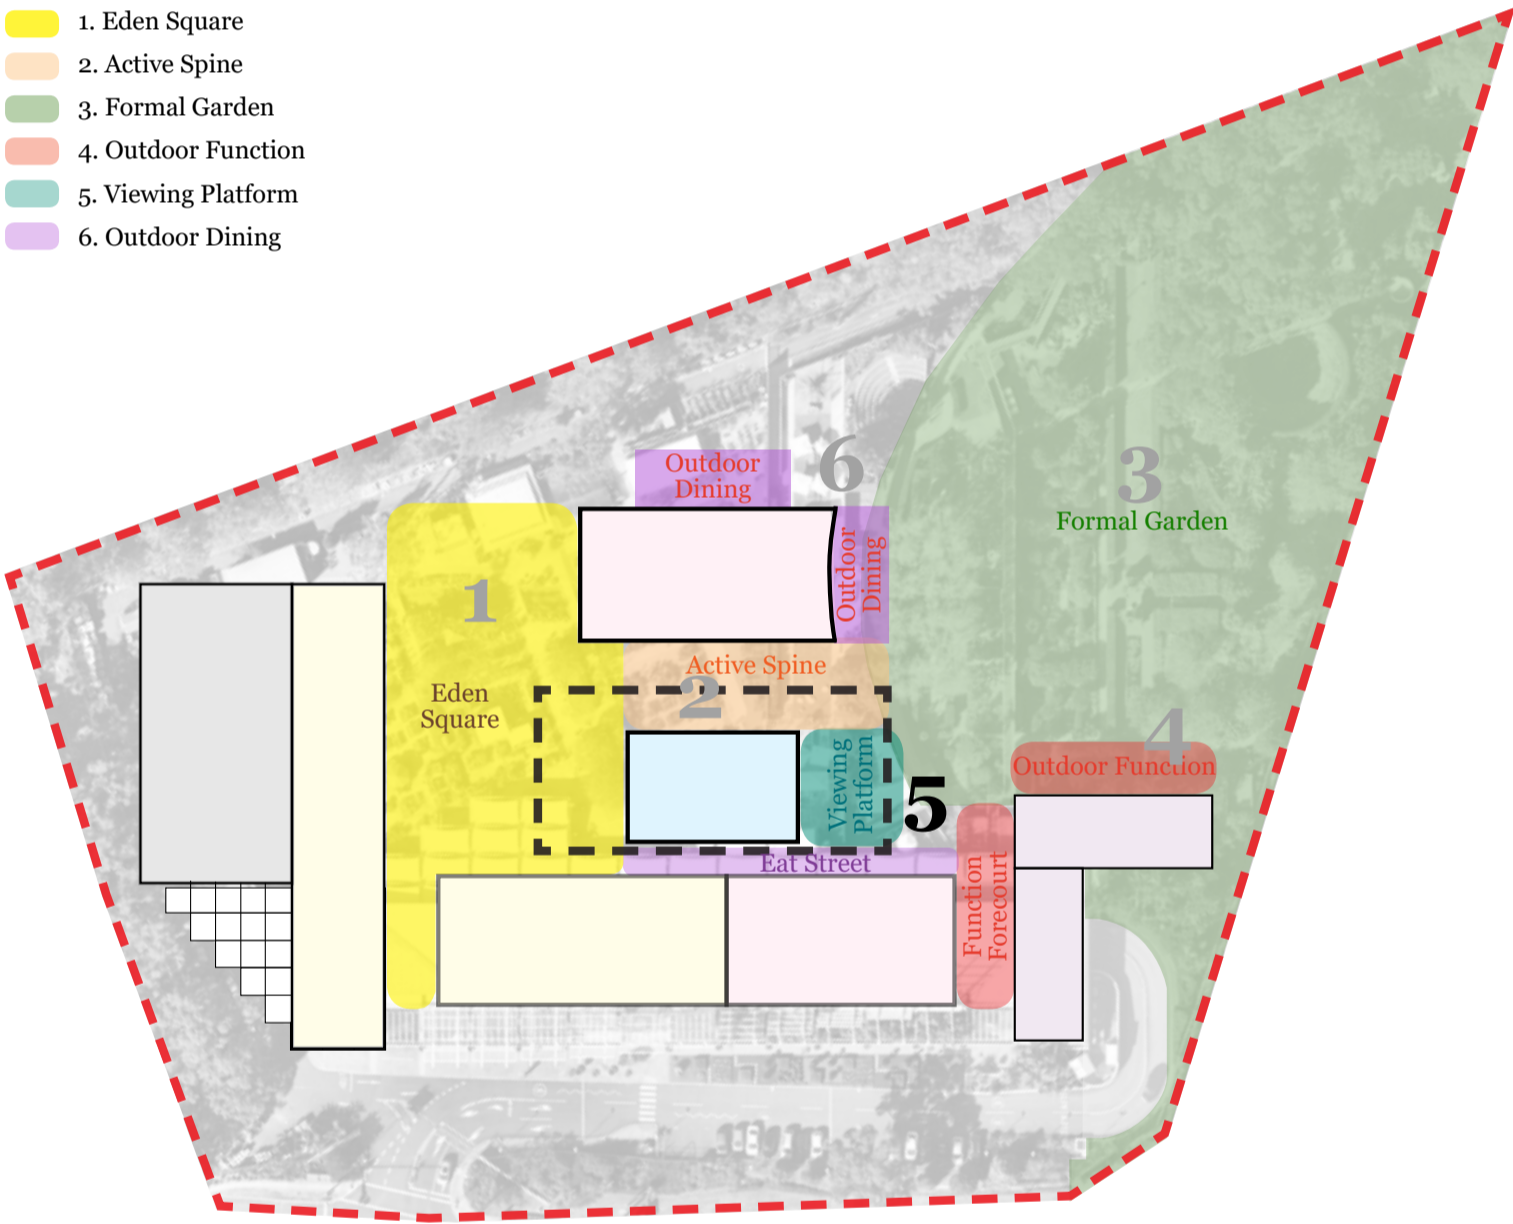 1. Eden Square
2. Active Spine
3. Formal Garden
4. Outdoor Function
5. Viewing Platform
6. Outdoor Dining
Outdoor
Dining
6
3
Formal Garden
Outdoor
Dining
1
Eden
Square
Active Spine
2
4
Outdoor Function
Viewing
Platform
5
Eat Street
Function
Forecourt